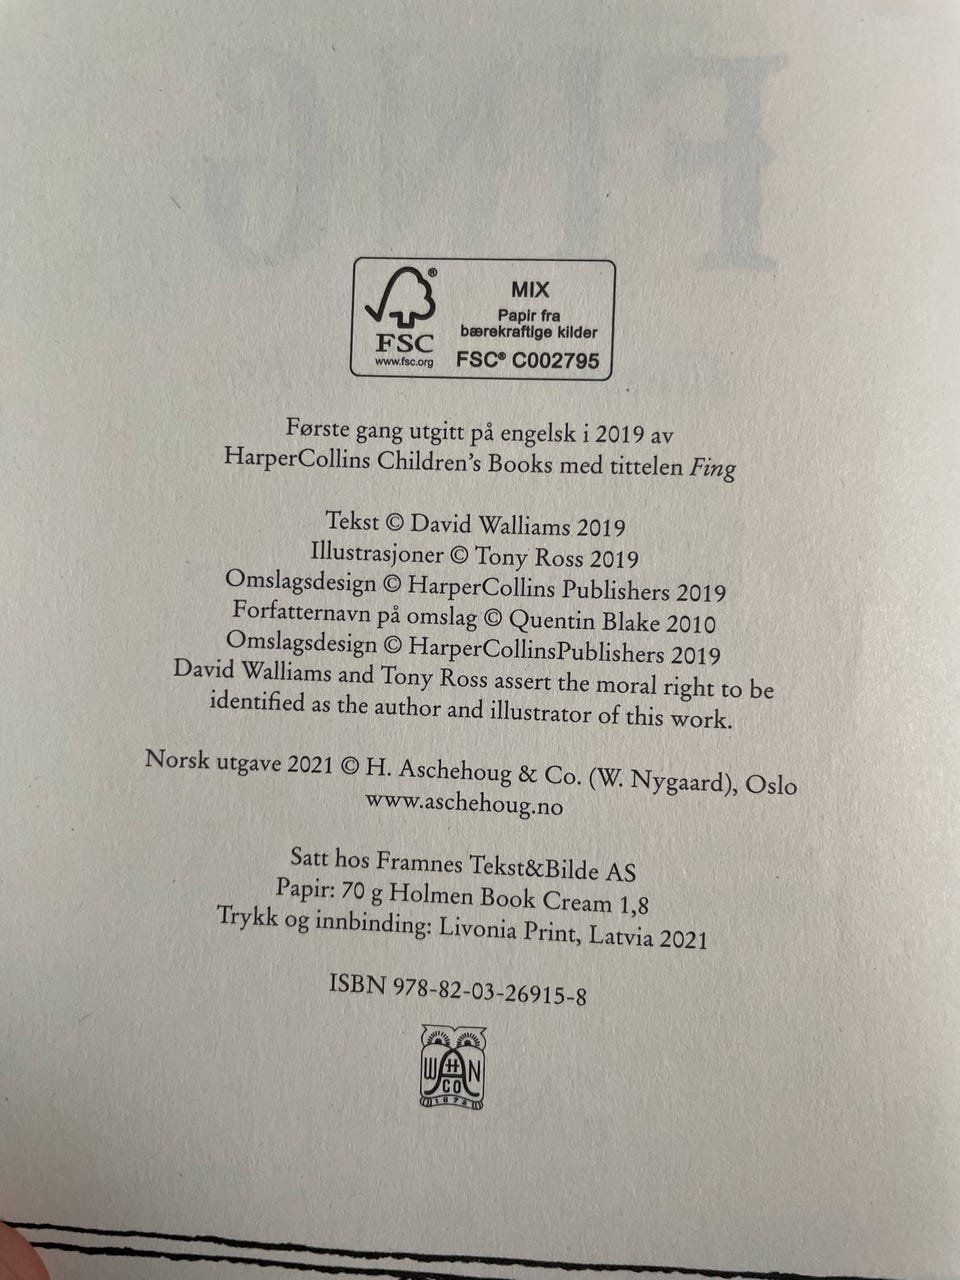 FING
MIX
Papir fra
bærekraftige kilder
FSC® C002795
FSC
www.fsc.org
®
Første gang utgitt på engelsk i 2019 av
HarperCollins Children's Books med tittelen Fing
Tekst © David Walliams 2019
Illustrasjoner © Tony Ross 2019
Omslagsdesign © HarperCollins Publishers 2019
Forfatternavn på omslag © Quentin Blake 2010
Omslagsdesign © HarperCollinsPublishers 2019
David Walliams and Tony Ross assert the moral right to be
identified as the author and illustrator of this work.
Norsk utgave 2021 © H. Aschehoug & Co. (W. Nygaard), Oslo
www.aschehoug.no
Satt hos Framnes Tekst&Bilde AS
Papir: 70 g Holmen Book Cream 1,8
Trykk og innbinding: Livonia Print, Latvia 2021
ISBN 978-82-03-26915-8
W H N
A
CO
1872